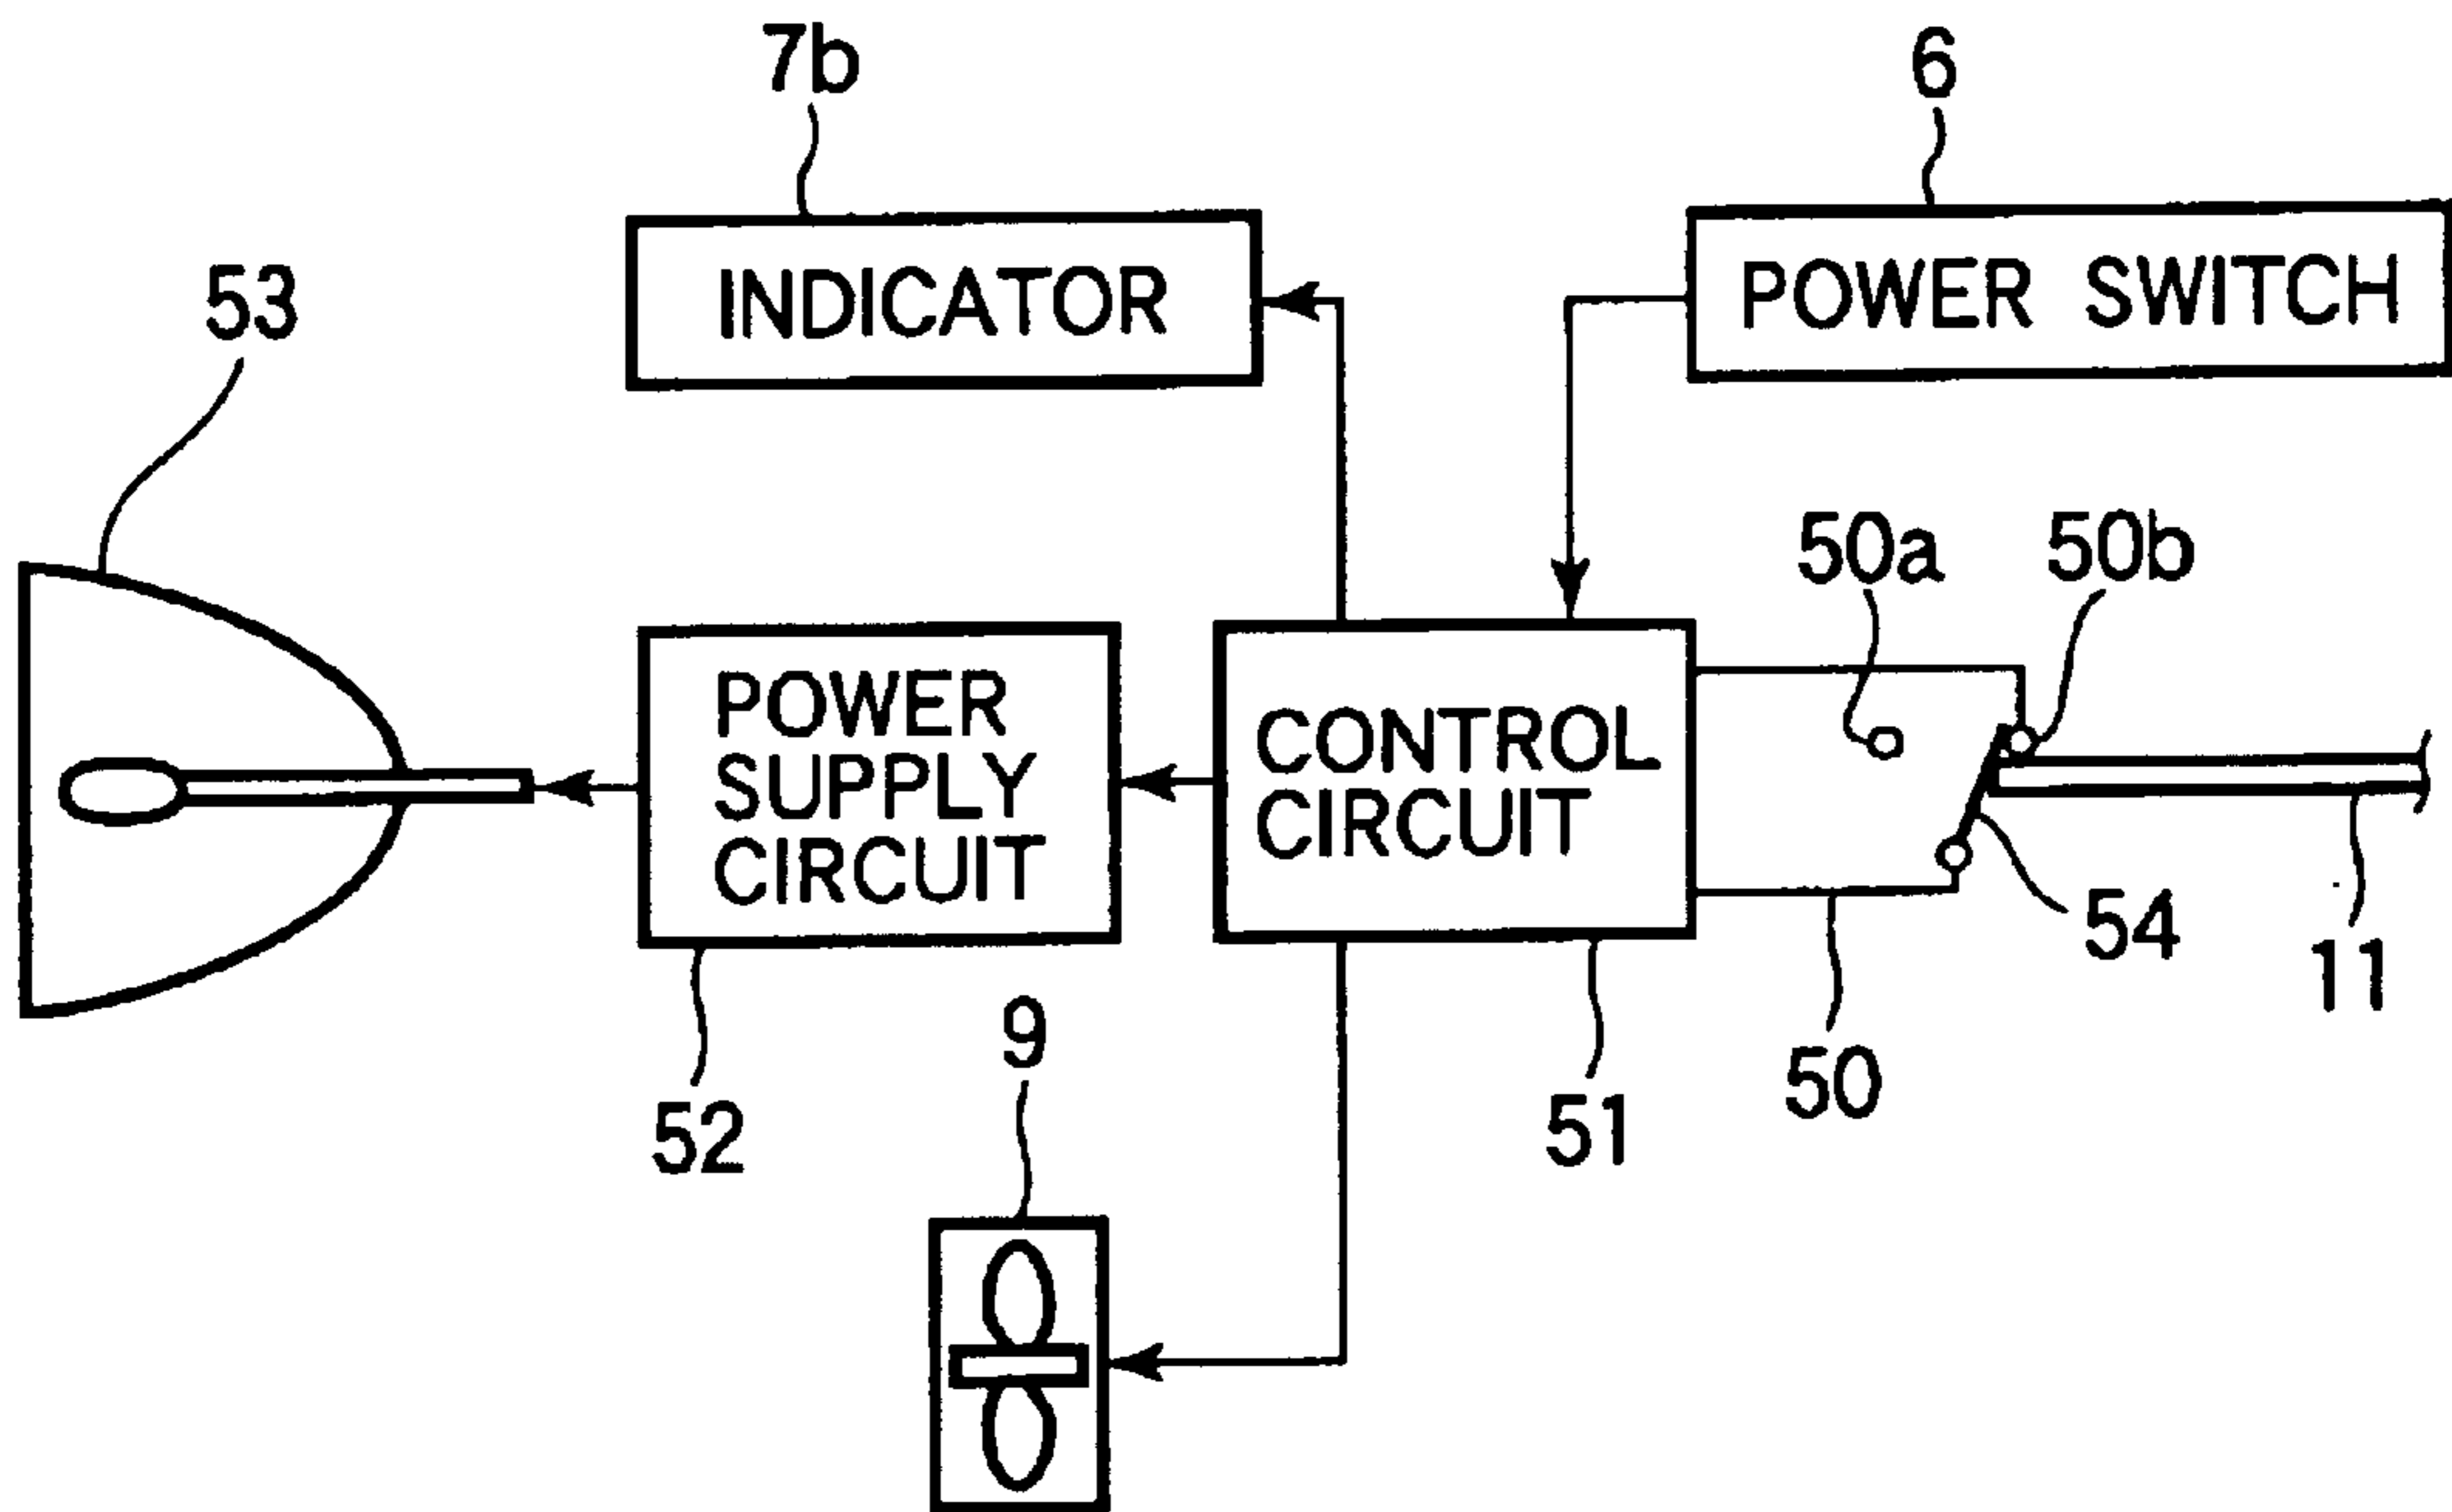 7b
6
53
INDICATOR
POWER SWITCH
50a
50b
POWER
SUPPLY
CIRCUIT
CONTROL
CIRCUIT
54
11
9
52
51
50